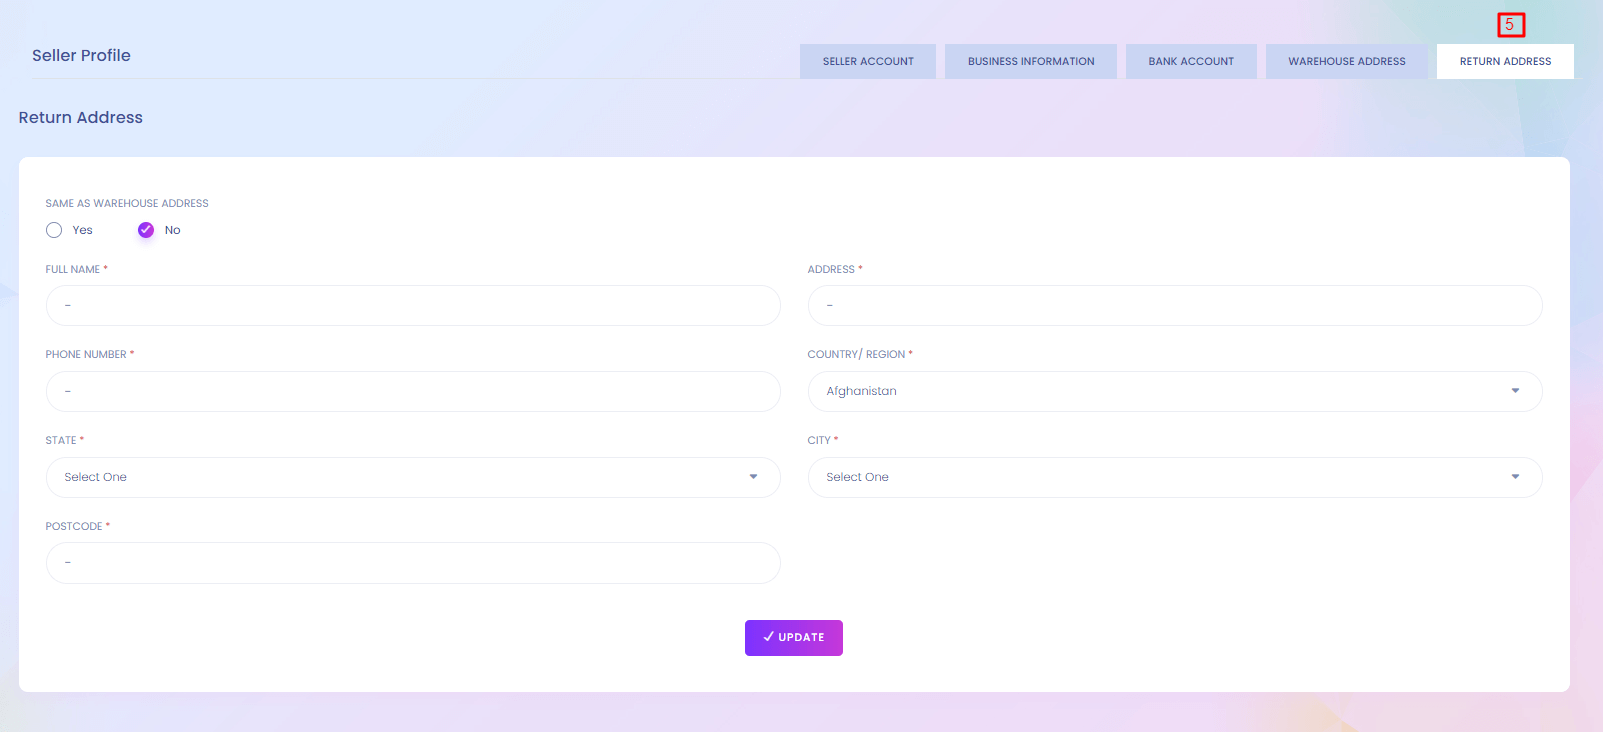 5
Seller Profile
SELLER ACCOUNT
BUSINESS INFORMATION
BANK ACCOUNT
WAREHOUSE ADDRESS
RETURN ADDRESS
Return Address
SAME AS WAREHOUSE ADDRESS
Yes
No
FULL NAME *
-
ADDRESS *
-
PHONE NUMBER *
-
COUNTRY/ REGION *
Afghanistan
STATE *
Select One
CITY *
Select One
POSTCODE *
-
UPDATE